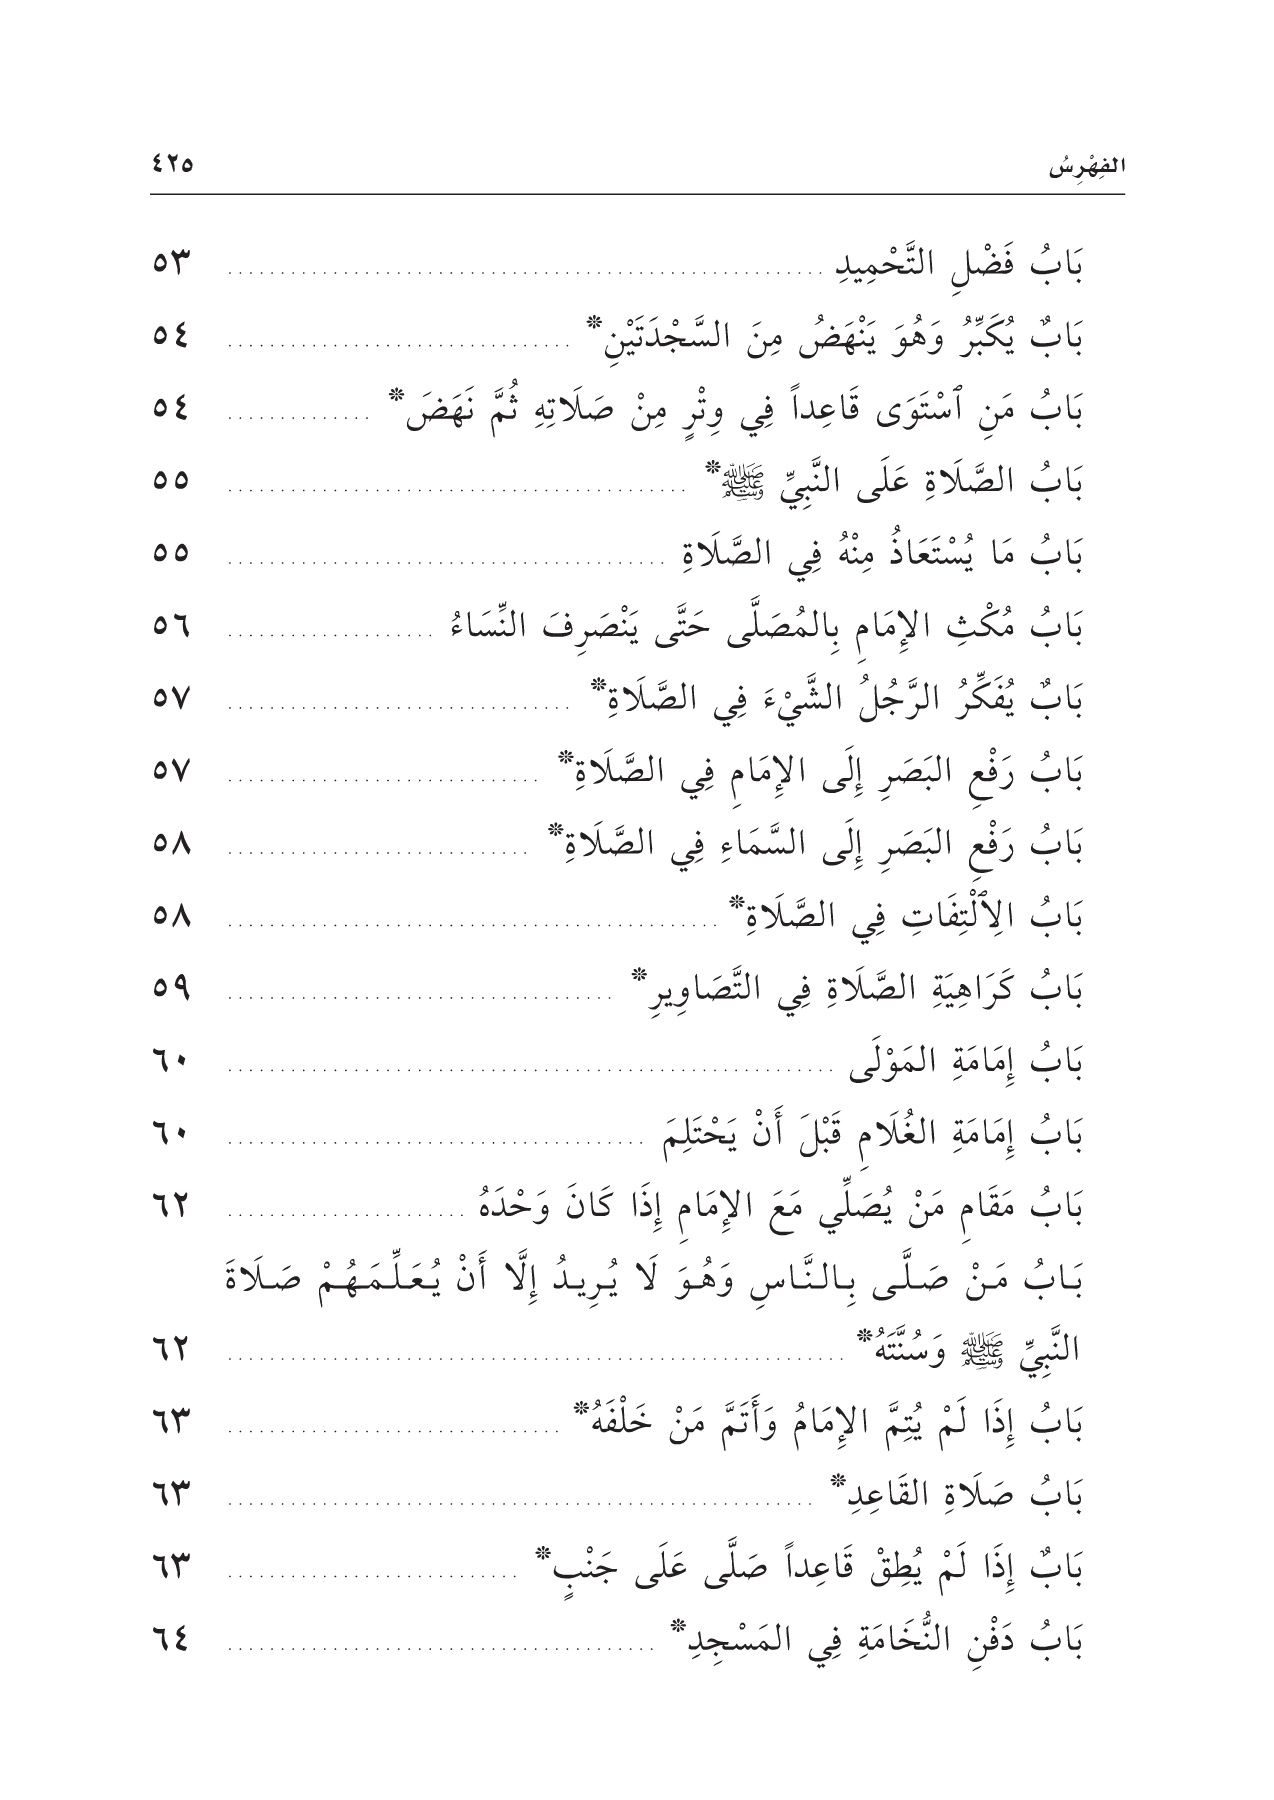 الفِهْرِسُ ٤٢٥
بَابُ فَضْلِ التَّحْمِيدِ ........ ٥٣
بَابٌ يُكَبِّرُ وَهُوَ يَنْهَضُ مِنَ السَّجْدَتَيْنِ* ........ ٥٤
بَابُ مَنِ ٱسْتَوَى قَاعِداً فِي وِتْرٍ مِنْ صَلَاتِهِ ثُمَّ نَهَضَ* ........ ٥٤
بَابُ الصَّلَاةِ عَلَى النَّبِيِّ ﷺ* ........ ٥٥
بَابُ مَا يُسْتَعَاذُ مِنْهُ فِي الصَّلَاةِ ........ ٥٥
بَابُ مُكْثِ الإِمَامِ بِالمُصَلَّى حَتَّى يَنْصَرِفَ النِّسَاءُ ........ ٥٦
بَابٌ يُفَكِّرُ الرَّجُلُ الشَّيْءَ فِي الصَّلَاةِ* ........ ٥٧
بَابُ رَفْعِ البَصَرِ إِلَى الإِمَامِ فِي الصَّلَاةِ* ........ ٥٧
بَابُ رَفْعِ البَصَرِ إِلَى السَّمَاءِ فِي الصَّلَاةِ* ........ ٥٨
بَابُ الِٱلْتِفَاتِ فِي الصَّلَاةِ* ........ ٥٨
بَابُ كَرَاهِيَةِ الصَّلَاةِ فِي التَّصَاوِيرِ* ........ ٥٩
بَابُ إِمَامَةِ المَوْلَى ........ ٦٠
بَابُ إِمَامَةِ الغُلَامِ قَبْلَ أَنْ يَحْتَلِمَ ........ ٦٠
بَابُ مَقَامِ مَنْ يُصَلِّي مَعَ الإِمَامِ إِذَا كَانَ وَحْدَهُ ........ ٦٢
بَابُ مَنْ صَلَّى بِالنَّاسِ وَهُوَ لَا يُرِيدُ إِلَّا أَنْ يُعَلِّمَهُمْ صَلَاةَ
النَّبِيِّ ﷺ وَسُنَّتَهُ* ........ ٦٢
بَابُ إِذَا لَمْ يُتِمَّ الإِمَامُ وَأَتَمَّ مَنْ خَلْفَهُ* ........ ٦٣
بَابُ صَلَاةِ القَاعِدِ* ........ ٦٣
بَابٌ إِذَا لَمْ يُطِقْ قَاعِداً صَلَّى عَلَى جَنْبٍ* ........ ٦٣
بَابُ دَفْنِ النُّخَامَةِ فِي المَسْجِدِ* ........ ٦٤